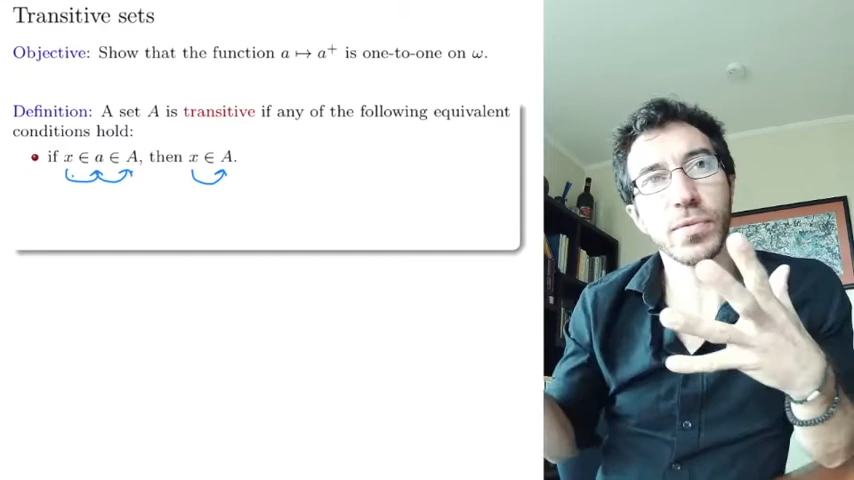 Transitive sets
Objective: Show that the function a ↦ a⁺ is one-to-one on ω.
Definition: A set A is transitive if any of the following equivalent
conditions hold:
• if x ∈ a ∈ A, then x ∈ A.